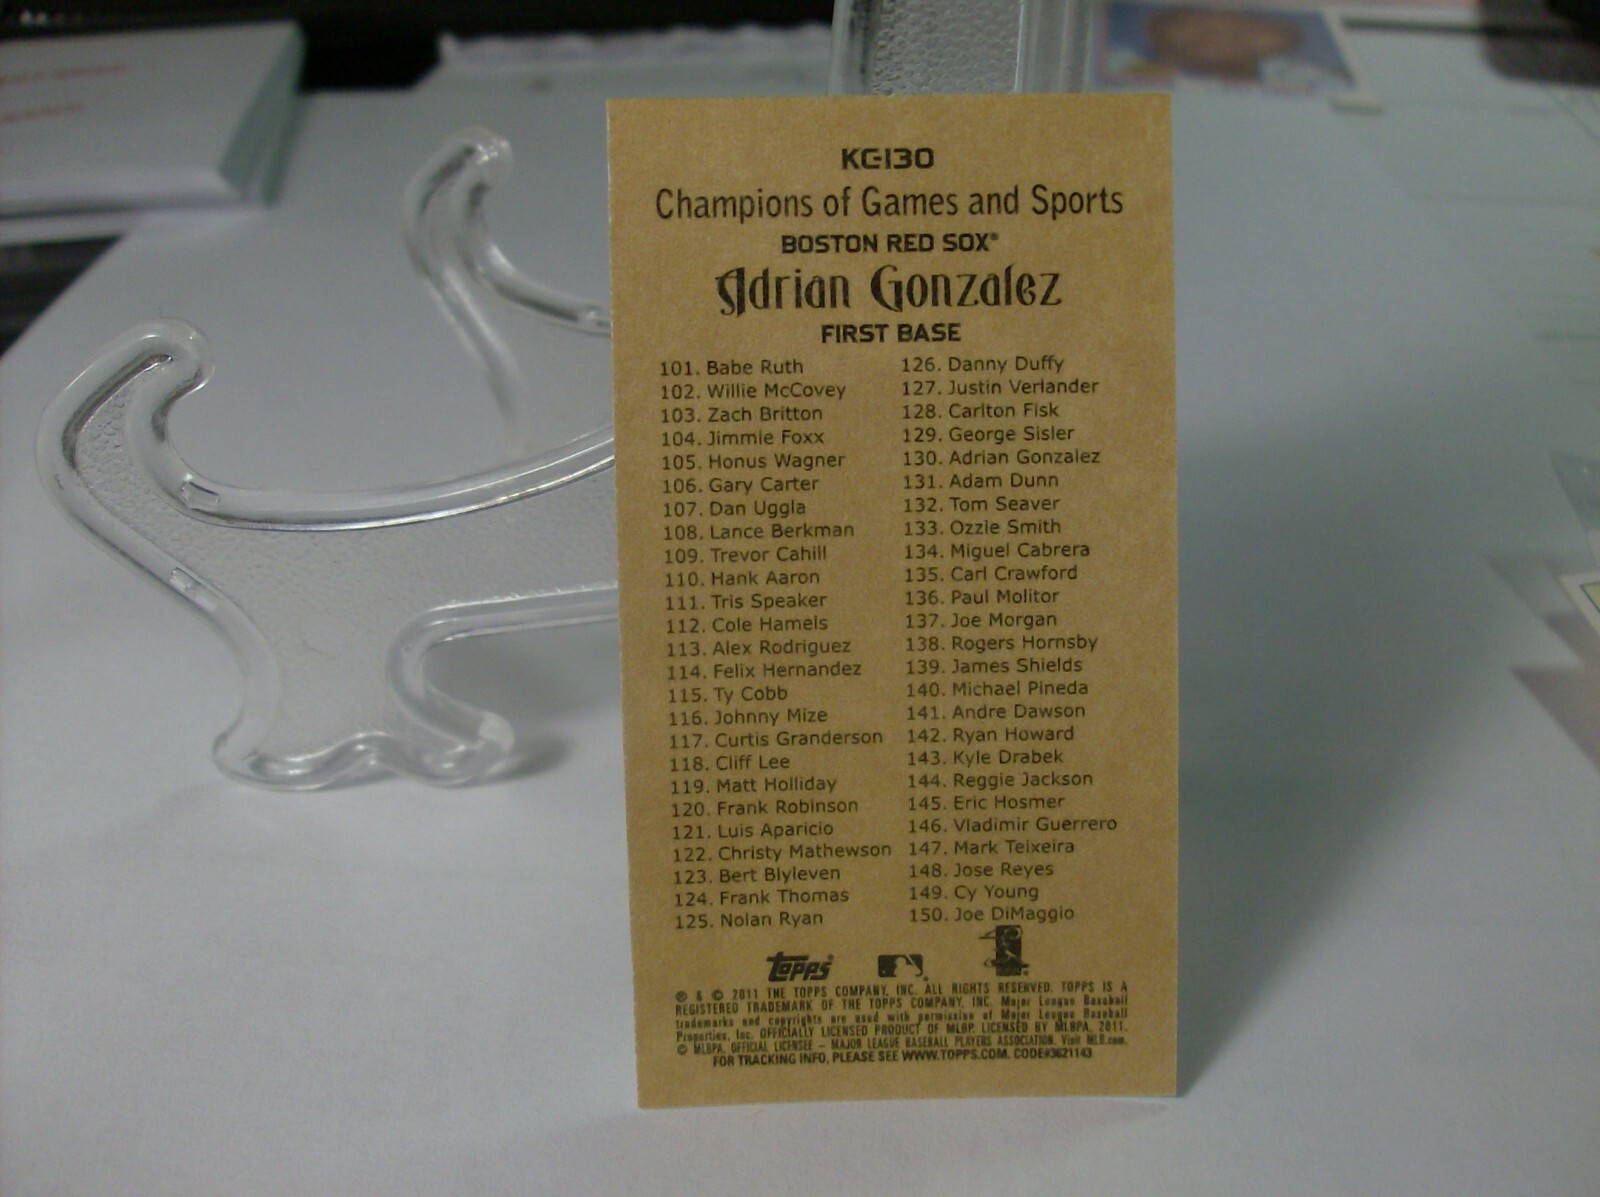 KC-130
Champions of Games and Sports
BOSTON RED SOX®
Adrian Gonzalez
FIRST BASE
101. Babe Ruth
102. Willie McCovey
103. Zach Britton
104. Jimmie Foxx
105. Honus Wagner
106. Gary Carter
107. Dan Uggla
108. Lance Berkman
109. Trevor Cahill
110. Hank Aaron
111. Tris Speaker
112. Cole Hamels
113. Alex Rodriguez
114. Felix Hernandez
115. Ty Cobb
116. Johnny Mize
117. Curtis Granderson
118. Cliff Lee
119. Matt Holliday
120. Frank Robinson
121. Luis Aparicio
122. Christy Mathewson
123. Bert Blyleven
124. Frank Thomas
125. Nolan Ryan
126. Danny Duffy
127. Justin Verlander
128. Carlton Fisk
129. George Sisler
130. Adrian Gonzalez
131. Adam Dunn
132. Tom Seaver
133. Ozzie Smith
134. Miguel Cabrera
135. Carl Crawford
136. Paul Molitor
137. Joe Morgan
138. Rogers Hornsby
139. James Shields
140. Michael Pineda
141. Andre Dawson
142. Ryan Howard
143. Kyle Drabek
144. Reggie Jackson
145. Eric Hosmer
146. Vladimir Guerrero
147. Mark Teixeira
148. Jose Reyes
149. Cy Young
150. Joe DiMaggio
Topps®
® & © 2011 THE TOPPS COMPANY, INC. ALL RIGHTS RESERVED. TOPPS IS A
REGISTERED TRADEMARK OF THE TOPPS COMPANY, INC. Major League Baseball
trademarks and copyrights are used with permission of Major League Baseball
Properties, Inc. OFFICIALLY LICENSED PRODUCT OF MLBP. LICENSED BY MLBPA, 2011.
© MLBPA. OFFICIAL LICENSEE – MAJOR LEAGUE BASEBALL PLAYERS ASSOCIATION. Visit MLB.com.
FOR TRACKING INFO, PLEASE SEE WWW.TOPPS.COM. CODE#3621143